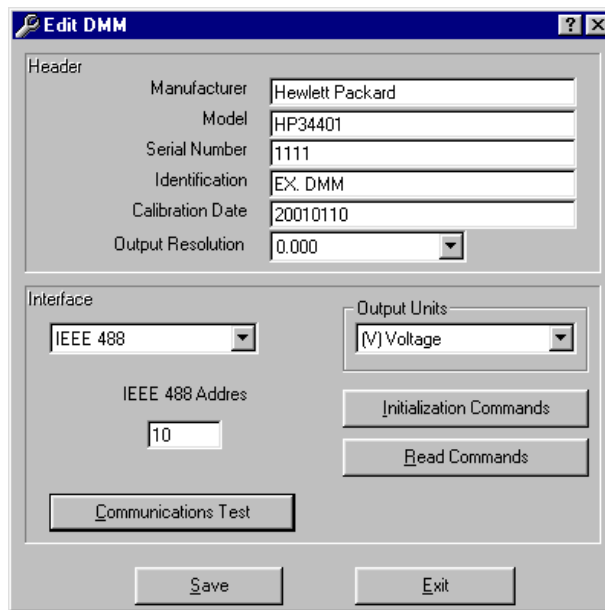 Edit DMM
Header
Manufacturer Hewlett Packard
Model HP34401
Serial Number 1111
Identification EX. DMM
Calibration Date 20010110
Output Resolution 0.000
Interface
IEEE 488
Output Units
(V) Voltage
IEEE 488 Addres
10
Initialization Commands
Read Commands
Communications Test
Save Exit